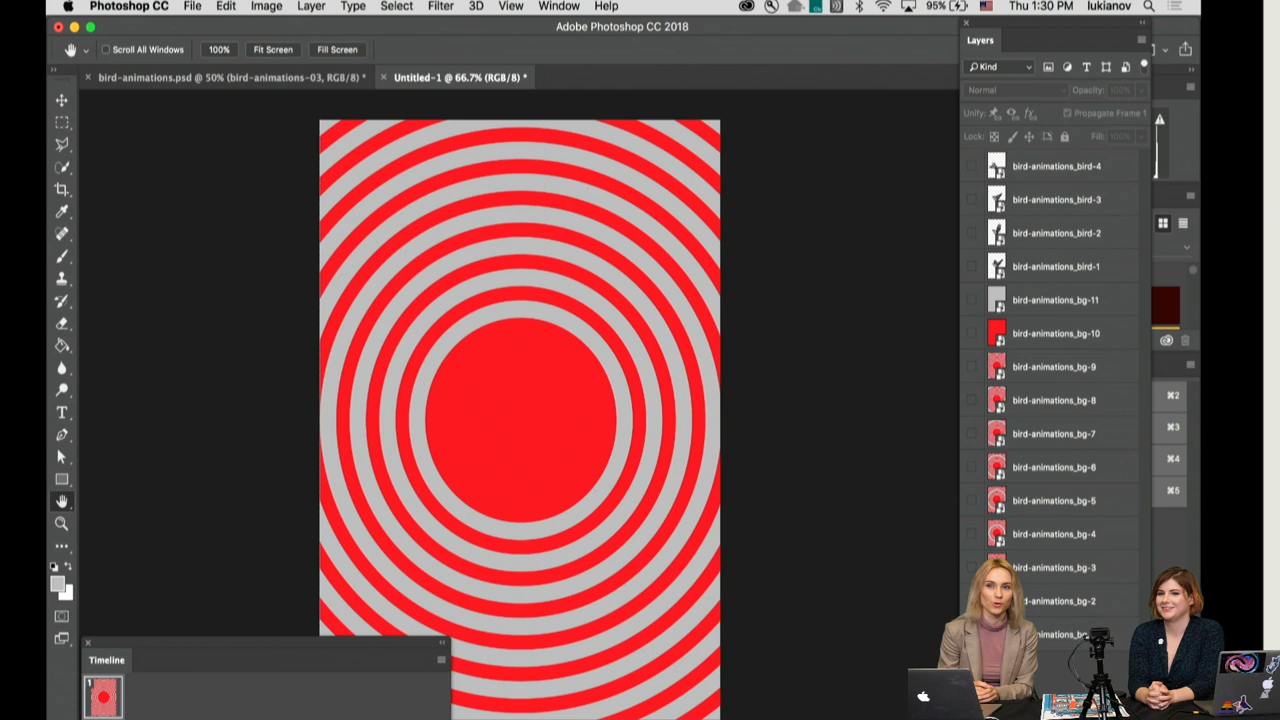 Photoshop CC File Edit Image Layer Type Select Filter 3D View Window Help 95% Thu 1:30 PM lukianov
Adobe Photoshop CC 2018
Scroll All Windows 100% Fit Screen Fill Screen
bird-animations.psd @ 50% (bird-animations-03, RGB/8) *
Untitled-1 @ 66.7% (RGB/8) *
Layers
Kind
Normal Opacity: 100%
Unify: Propagate Frame 1
Lock: Fill: 100%
bird-animations_bird-4
bird-animations_bird-3
bird-animations_bird-2
bird-animations_bird-1
bird-animations_bg-11
bird-animations_bg-10
bird-animations_bg-9
bird-animations_bg-8
bird-animations_bg-7
bird-animations_bg-6
bird-animations_bg-5
bird-animations_bg-4
bg-3
animations_bg-2
⌘2
⌘3
⌘4
⌘5
Timeline
1